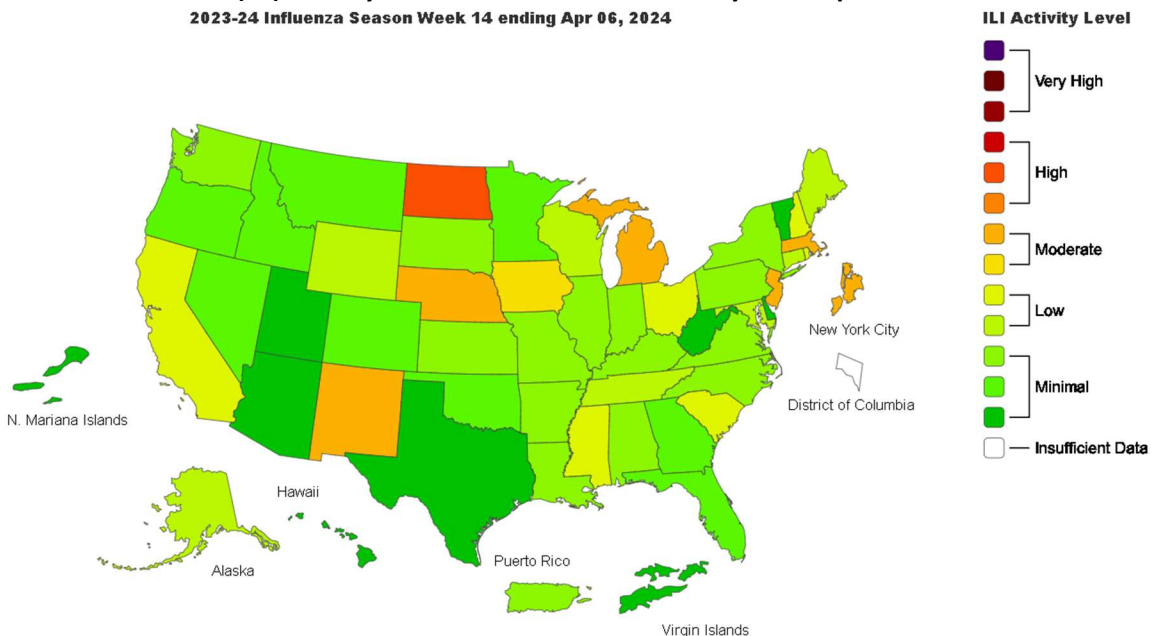 2023-24 Influenza Season Week 14 ending Apr 06, 2024
ILI Activity Level
Very High
High
Moderate
Low
Minimal
Insufficient Data
New York City
District of Columbia
N. Mariana Islands
Hawaii
Alaska
Puerto Rico
Virgin Islands